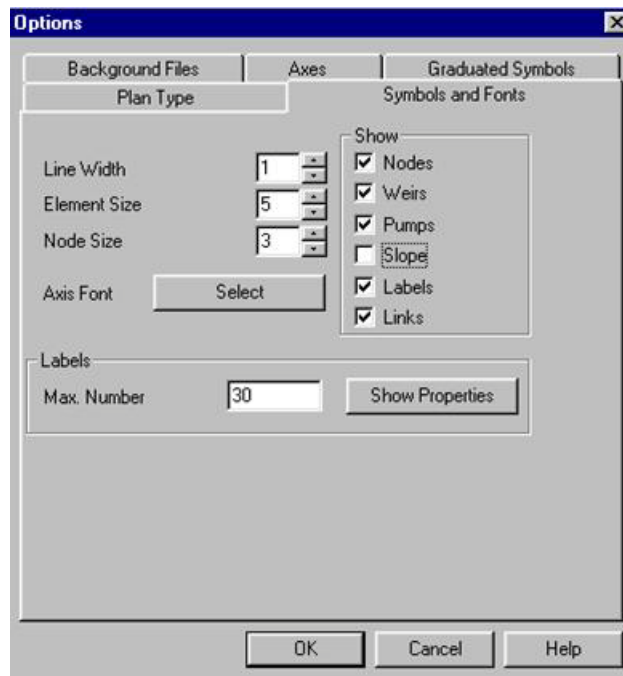 Options
Background Files Axes Graduated Symbols
Plan Type Symbols and Fonts
Line Width 1
Element Size 5
Node Size 3
Axis Font Select
Show
Nodes
Weirs
Pumps
Slope
Labels
Links
Labels
Max. Number 30 Show Properties
OK Cancel Help